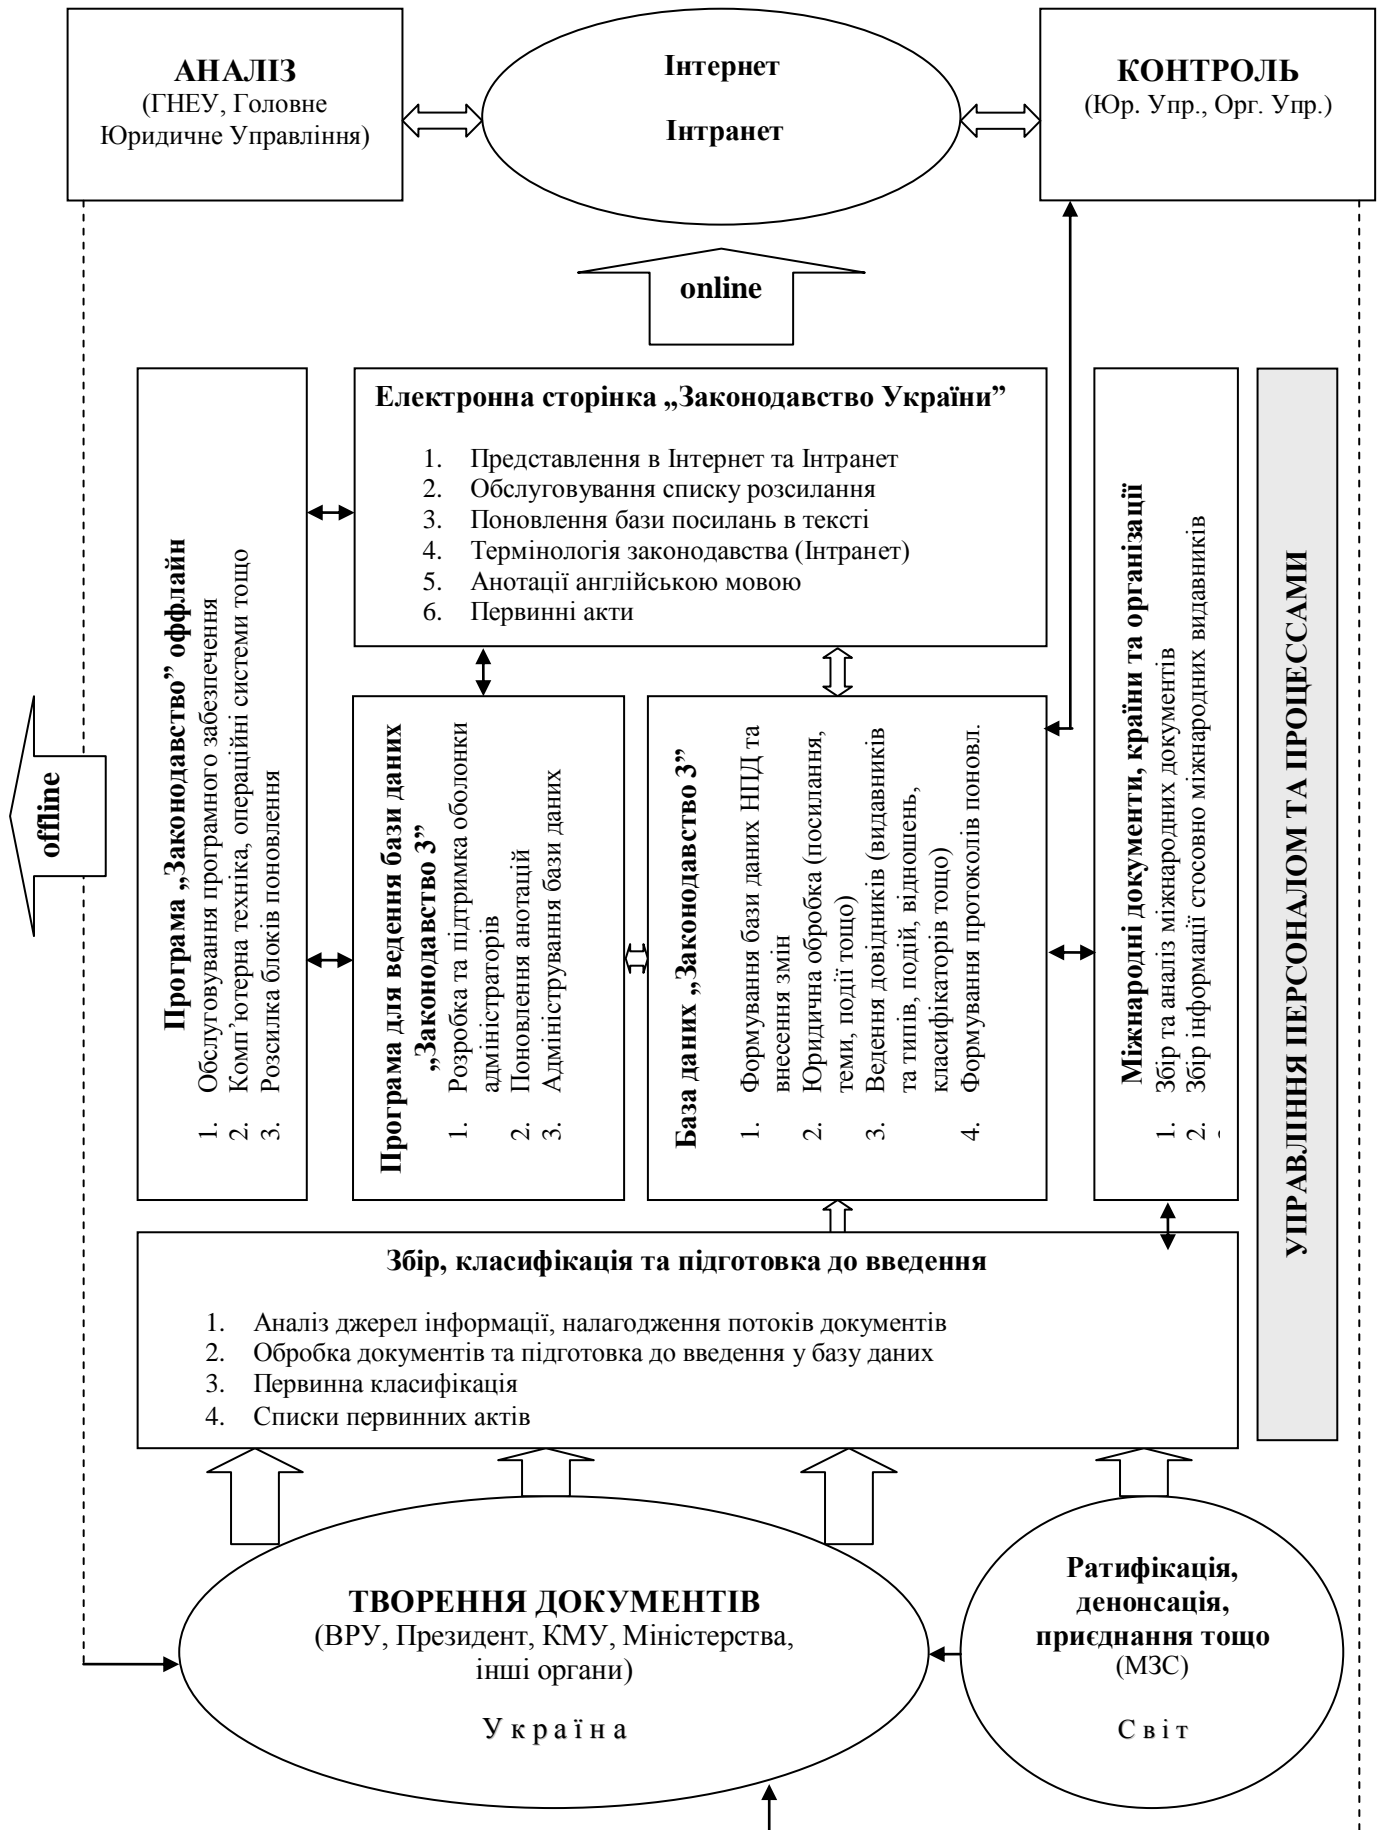 АНАЛІЗ
(ГНЕУ, Головне
Юридичне Управління)
Інтернет
Інтранет
КОНТРОЛЬ
(Юр. Упр., Орг. Упр.)
online
Електронна сторінка „Законодавство України”
1. Представлення в Інтернет та Інтранет
2. Обслуговування списку розсилання
3. Поновлення бази посилань в тексті
4. Термінологія законодавства (Інтранет)
5. Анотації англійською мовою
6. Первинні акти
offline
Програма „Законодавство” оффлайн
1. Обслуговування програмного забезпечення
2. Комп’ютерна техніка, операційні системи тощо
3. Розсилка блоків поновлення
Програма для ведення бази даних
„Законодавство 3”
1. Розробка та підтримка оболонки
адміністраторів
2. Поновлення анотацій
3. Адміністрування бази даних
База даних „Законодавство 3”
1. Формування бази даних НПД та
внесення змін
2. Юридична обробка (посилання,
теми, події тощо)
3. Ведення довідників (видавників
та типів, подій, відношень,
класифікаторів тощо)
4. Формування протоколів поновл.
Міжнародні документи, країни та організації
1. Збір та аналіз міжнародних документів
2. Збір інформації стосовно міжнародних видавників
УПРАВЛІННЯ ПЕРСОНАЛОМ ТА ПРОЦЕССАМИ
Збір, класифікація та підготовка до введення
1. Аналіз джерел інформації, налагодження потоків документів
2. Обробка документів та підготовка до введення у базу даних
3. Первинна класифікація
4. Списки первинних актів
ТВОРЕННЯ ДОКУМЕНТІВ
(ВРУ, Президент, КМУ, Міністерства,
інші органи)
У к р а ї н а
Ратифікація,
денонсація,
приєднання тощо
(МЗС)
С в і т